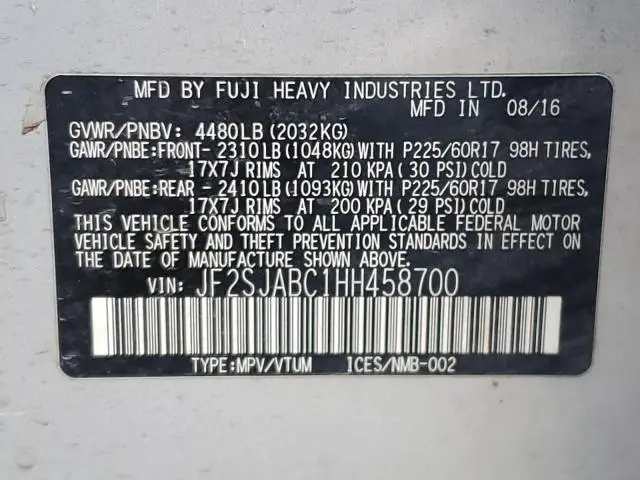 MFD BY FUJI HEAVY INDUSTRIES LTD.
MFD IN 08/16
GVWR/PNBV: 4480LB (2032KG)
GAWR/PNBE:FRONT- 2310LB (1048KG) WITH P225/60R17 98H TIRES,
17X7J RIMS AT 210 KPA ( 30 PSI) COLD
GAWR/PNBE:REAR - 2410LB (1093KG) WITH P225/60R17 98H TIRES,
17X7J RIMS AT 200 KPA ( 29 PSI) COLD
THIS VEHICLE CONFORMS TO ALL APPLICABLE FEDERAL MOTOR
VEHICLE SAFETY AND THEFT PREVENTION STANDARDS IN EFFECT ON
THE DATE OF MANUFACTURE SHOWN ABOVE.
VIN: JF2SJABC1HH458700
TYPE:MPV/VTUM ICES/NMB-002